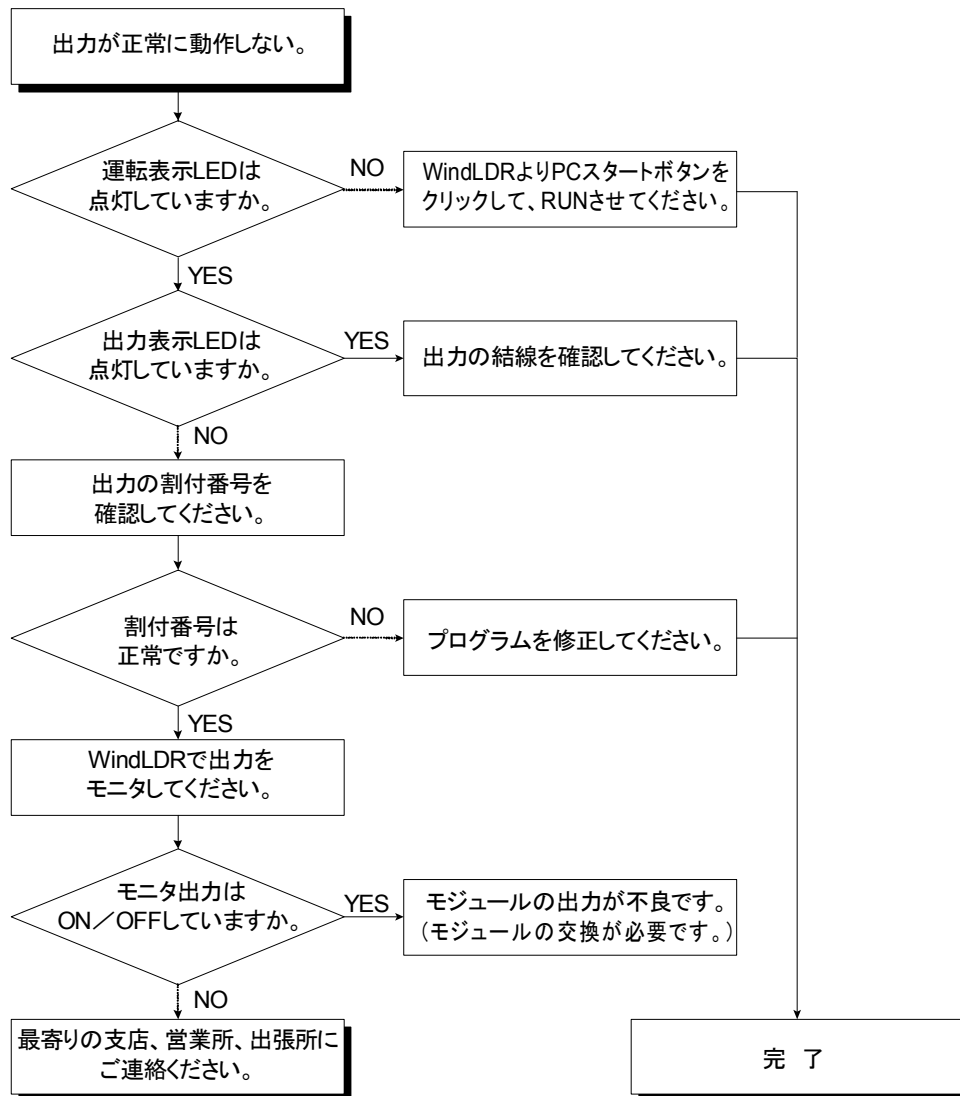 出力が正常に動作しない。
運転表示LEDは
点灯していますか。
NO
WindLDRよりPCスタートボタンを
クリックして、RUNさせてください。
YES
出力表示LEDは
点灯していますか。
YES
出力の結線を確認してください。
NO
出力の割付番号を
確認してください。
割付番号は
正常ですか。
NO
プログラムを修正してください。
YES
WindLDRで出力を
モニタしてください。
モニタ出力は
ON／OFFしていますか。
YES
モジュールの出力が不良です。
(モジュールの交換が必要です。)
NO
最寄りの支店、営業所、出張所に
ご連絡ください。
完 了